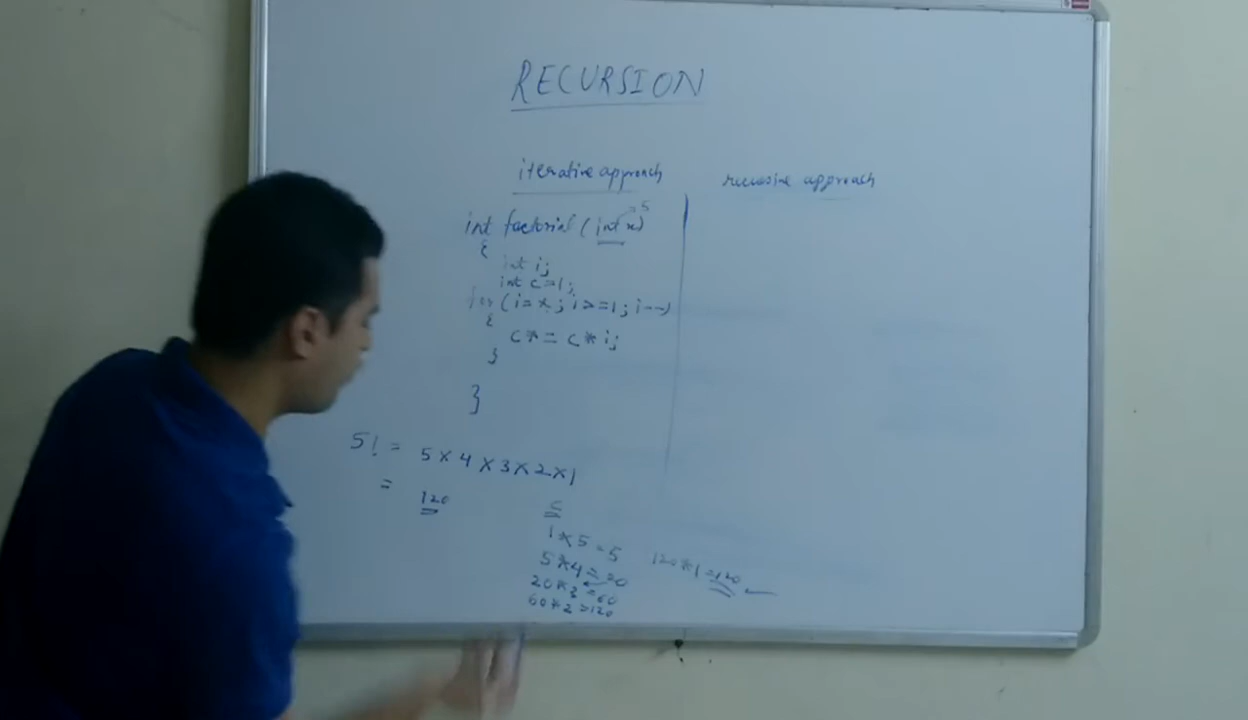 RECURSION
iterative approach
recursive approach
5
int factorial (int x)
{
int i;
int c=1;
for (i=x; i>=1; i--)
{
c*= c*i;
}
}
5! = 5×4×3×2×1
= 120
c
1*5=5
5*4=20
20*3=60
60*2=120
120*1=120